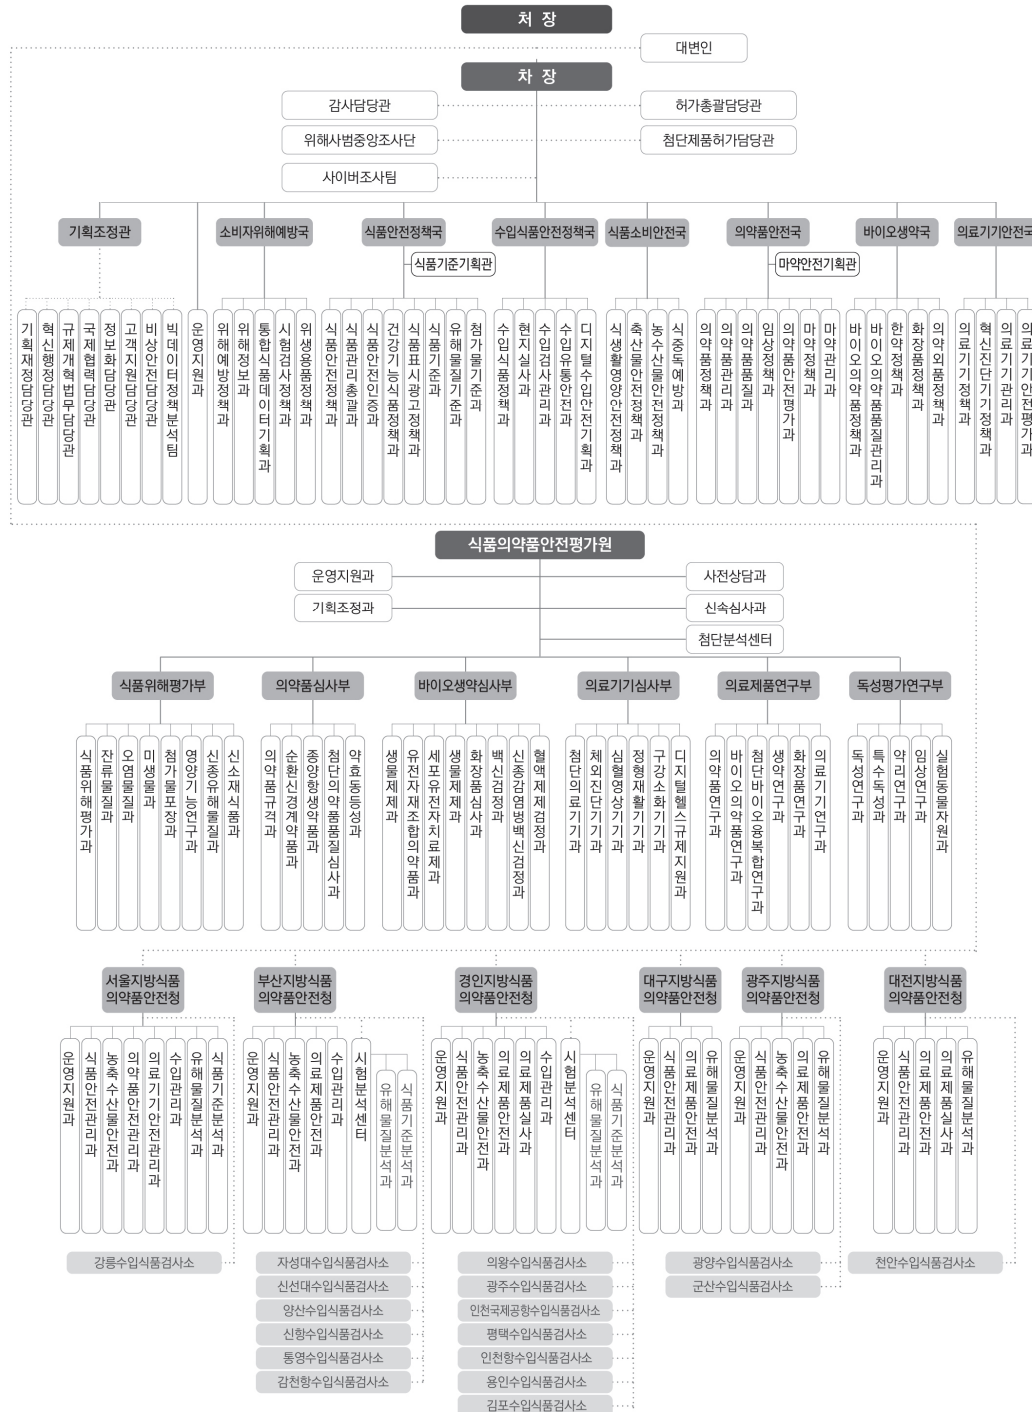 처 장
대변인
차 장
감사담당관
허가총괄담당관
위해사범중앙조사단
첨단제품허가담당관
사이버조사팀
기획조정관
소비자위해예방국
식품안전정책국
수입식품안전정책국
식품소비안전국
의약품안전국
바이오생약국
의료기기안전국
식품기준기획관
마약안전기획관
기획재정담당관
혁신행정담당관
규제개혁법무담당관
국제협력담당관
정보화담당관
고객지원담당관
비상안전담당관
빅데이터정책분석팀
운영지원과
위해예방정책과
위해정보과
통합식품데이터기획과
시험검사정책과
위생용품정책과
식품안전정책과
식품관리총괄과
식품안전인증과
건강기능식품정책과
식품표시광고정책과
식품기준과
유해물질기준과
첨가물기준과
수입식품정책과
현지실사과
수입검사관리과
수입유통안전과
디지털수입안전기획과
식생활영양안전정책과
축산물안전정책과
농수산물안전정책과
식중독예방과
의약품정책과
의약품관리과
의약품품질과
임상정책과
의약품안전평가과
마약정책과
마약관리과
바이오의약품정책과
바이오의약품품질관리과
한약정책과
화장품정책과
의약외품정책과
의료기기정책과
혁신진단기기정책과
의료기기관리과
의료기기안전평가과
식품의약품안전평가원
운영지원과
사전상담과
기획조정과
신속심사과
첨단분석센터
식품위해평가부
의약품심사부
바이오생약심사부
의료기기심사부
의료제품연구부
독성평가연구부
식품위해평가과
잔류물질과
오염물질과
미생물과
첨가물포장과
영양기능연구과
신종유해물질과
신소재식품과
의약품규격과
순환신경계약품과
종양항생약품과
첨단의약품품질심사과
약효동등성과
생물제제과
유전자재조합의약품과
세포유전자치료제과
생물제제과
화장품심사과
백신검정과
신종감염병백신검정과
혈액제제검정과
첨단의료기기과
체외진단기기과
심혈영상기기과
정형재활기기과
구강소화기기과
디지털헬스규제지원과
의약품연구과
바이오의약품연구과
첨단바이오융복합연구과
생약연구과
화장품연구과
의료기기연구과
독성연구과
특수독성과
약리연구과
임상연구과
실험동물자원과
서울지방식품
의약품안전청
부산지방식품
의약품안전청
경인지방식품
의약품안전청
대구지방식품
의약품안전청
광주지방식품
의약품안전청
대전지방식품
의약품안전청
운영지원과
식품안전관리과
농축수산물안전과
의약품안전관리과
의료기기안전관리과
수입관리과
유해물질분석과
식품기준분석과
운영지원과
식품안전관리과
농축수산물안전과
의료제품안전과
수입관리과
시험분석센터
유해물질분석과
식품기준분석과
운영지원과
식품안전관리과
농축수산물안전과
의료제품안전과
의료제품실사과
수입관리과
시험분석센터
유해물질분석과
식품기준분석과
운영지원과
식품안전관리과
의료제품안전과
유해물질분석과
운영지원과
식품안전관리과
농축수산물안전과
의료제품안전과
유해물질분석과
운영지원과
식품안전관리과
의료제품안전과
의료제품실사과
유해물질분석과
강릉수입식품검사소
자성대수입식품검사소
의왕수입식품검사소
광양수입식품검사소
천안수입식품검사소
신선대수입식품검사소
광주수입식품검사소
군산수입식품검사소
양산수입식품검사소
인천국제공항수입식품검사소
신항수입식품검사소
평택수입식품검사소
통영수입식품검사소
인천항수입식품검사소
감천항수입식품검사소
용인수입식품검사소
김포수입식품검사소